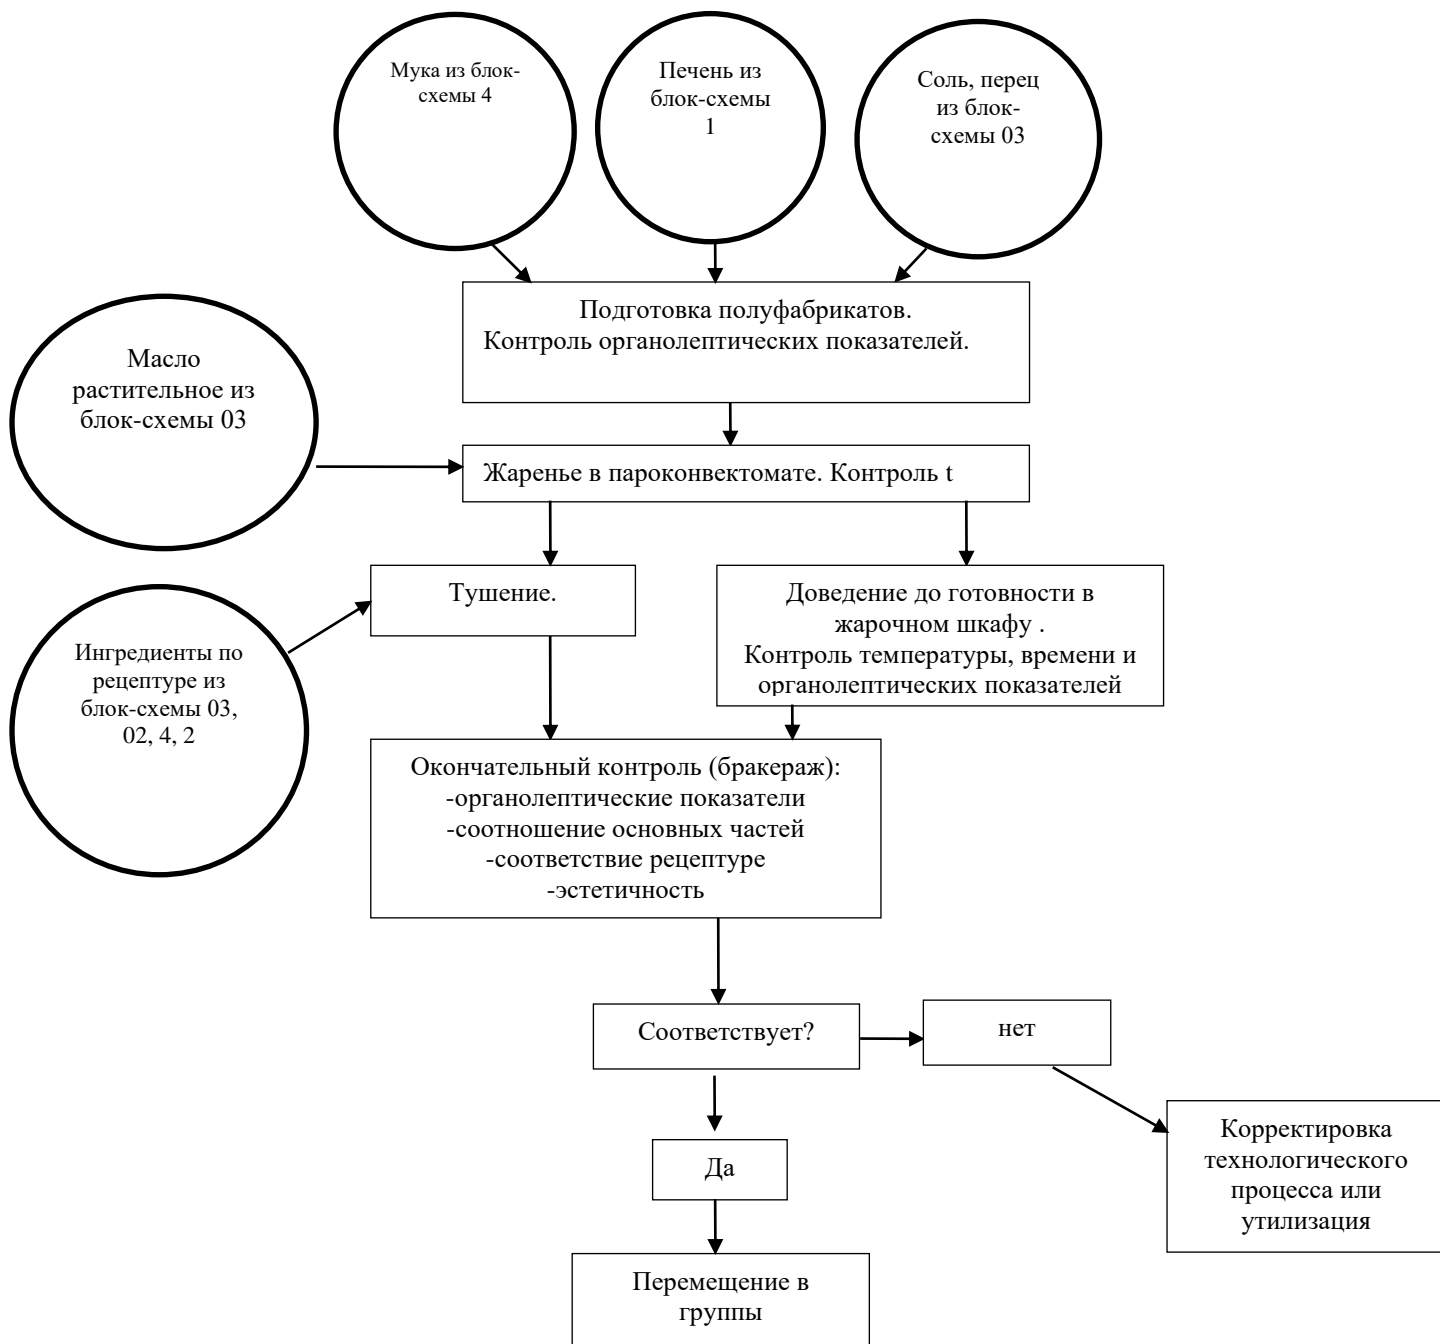 Мука из блок-
схемы 4
Печень из
блок-схемы
1
Соль, перец
из блок-
схемы 03
Подготовка полуфабрикатов.
Контроль органолептических показателей.
Масло
растительное из
блок-схемы 03
Жаренье в пароконвектомате. Контроль t
Тушение.
Доведение до готовности в
жарочном шкафу .
Контроль температуры, времени и
органолептических показателей
Ингредиенты по
рецептуре из
блок-схемы 03,
02, 4, 2
Окончательный контроль (бракераж):
-органолептические показатели
-соотношение основных частей
-соответствие рецептуре
-эстетичность
Соответствует?
нет
Корректировка
технологического
процесса или
утилизация
Да
Перемещение в
группы